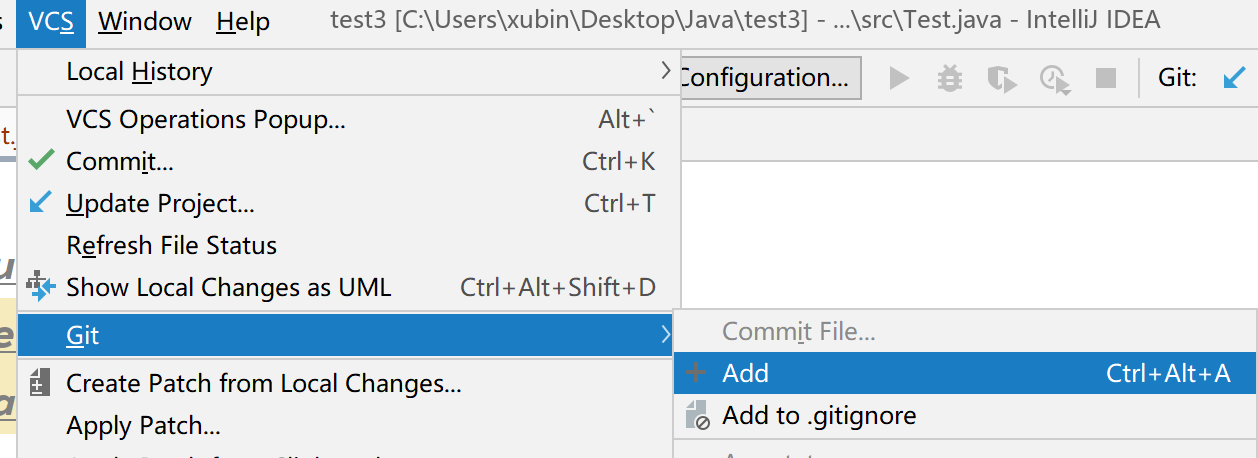 VCS Window Help test3 [C:\Users\xubin\Desktop\Java\test3] - ...\src\Test.java - IntelliJ IDEA
Local History
Configuration... Git:
VCS Operations Popup... Alt+`
Commit... Ctrl+K
Update Project... Ctrl+T
Refresh File Status
Show Local Changes as UML Ctrl+Alt+Shift+D
Git
Commit File...
Add Ctrl+Alt+A
Create Patch from Local Changes...
Add to .gitignore
Apply Patch...